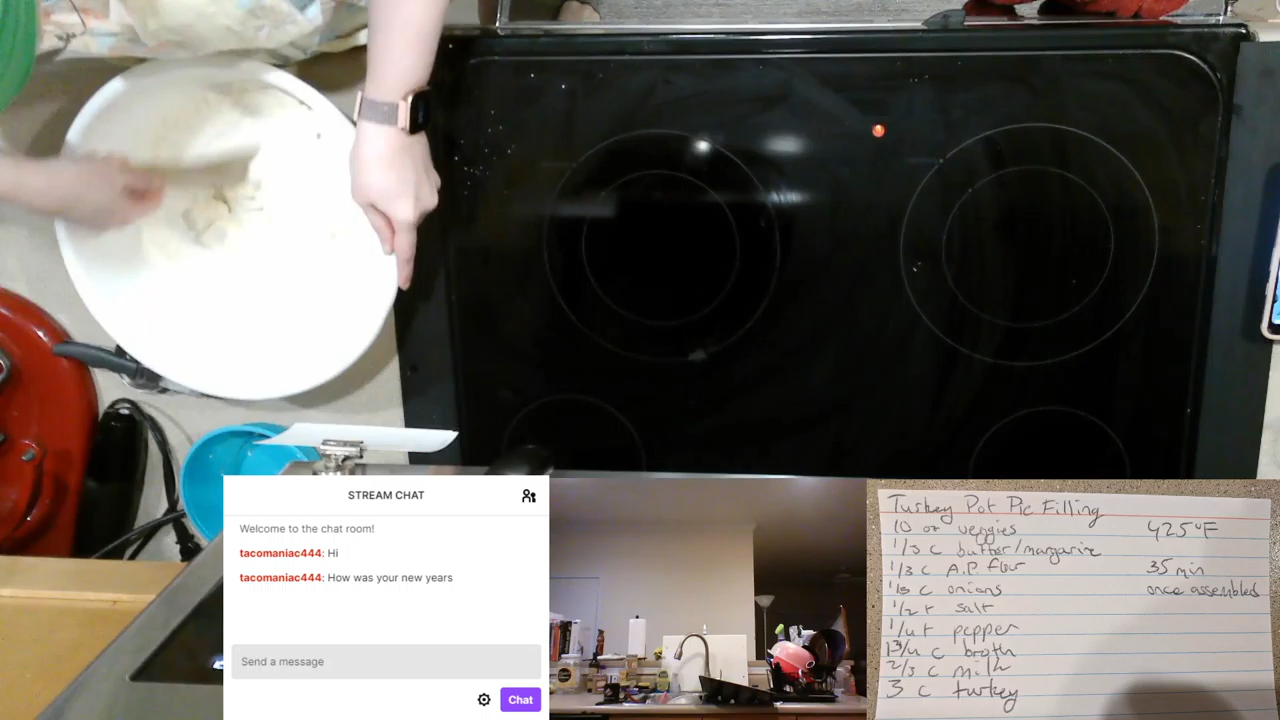 STREAM CHAT
Welcome to the chat room!
tacomaniac444: Hi
tacomaniac444: How was your new years
Send a message
Chat
Turkey Pot Pie Filling
10 oz veggies
425°F
1/3 c butter/margarine
1/3 c A.P. flour
35 min
1/3 c onions
once assembled
1/2 t salt
1/4 t pepper
1 3/4 c broth
2/3 c milk
3 c turkey